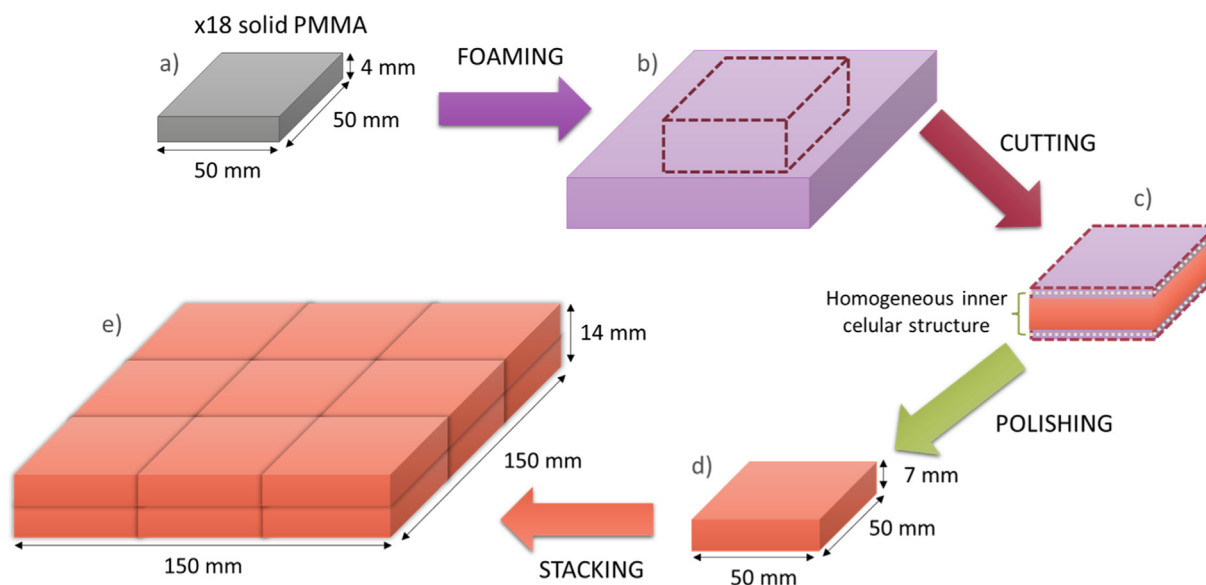 x18 solid PMMA
a)
4 mm
50 mm
50 mm
FOAMING
b)
CUTTING
c)
Homogeneous inner
celular structure
POLISHING
d)
7 mm
50 mm
50 mm
STACKING
e)
14 mm
150 mm
150 mm